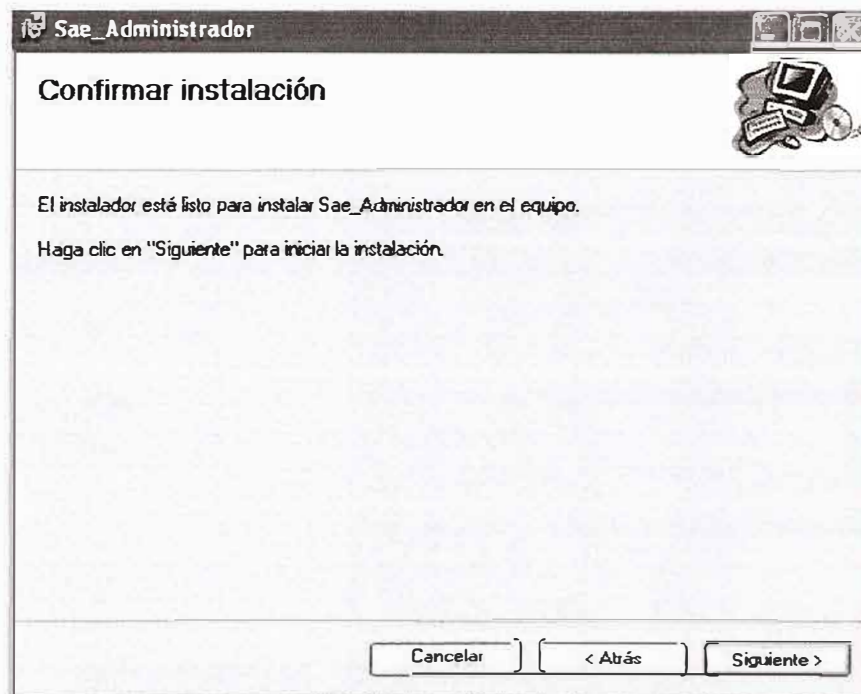 Sae_Administrador
Confirmar instalación
El instalador está listo para instalar Sae_Administrador en el equipo.
Haga clic en "Siguiente" para iniciar la instalación.
Cancelar
< Atrás
Siguiente >